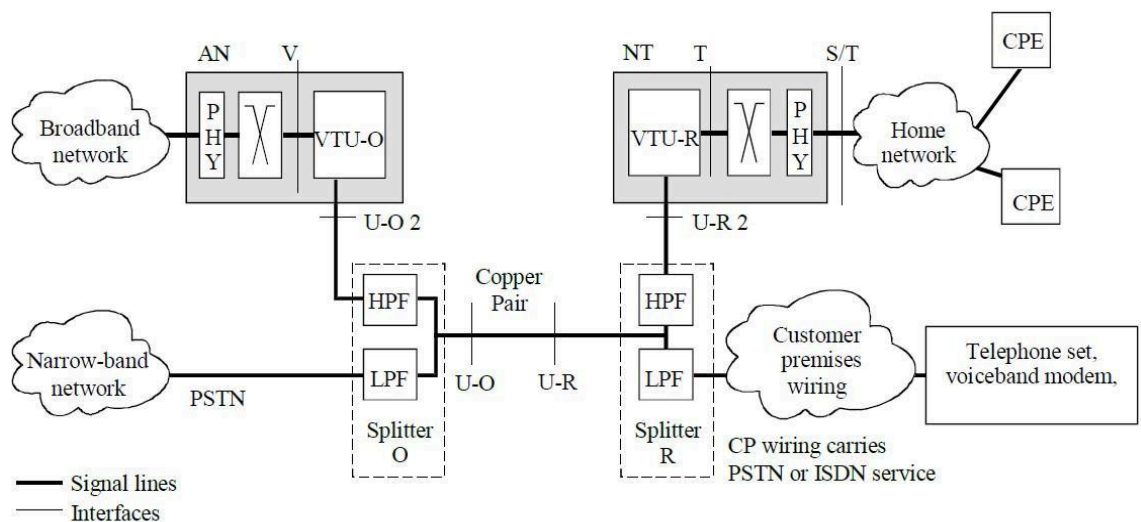 AN
V
NT
T
S/T
CPE
Broadband
network
P
H
Y
VTU-O
VTU-R
P
H
Y
Home
network
CPE
U-O 2
U-R 2
Copper
Pair
HPF
HPF
Narrow-band
network
PSTN
LPF
U-O
U-R
LPF
Customer
premises
wiring
Telephone set,
voiceband modem,
Splitter
O
Splitter
R
CP wiring carries
PSTN or ISDN service
Signal lines
Interfaces